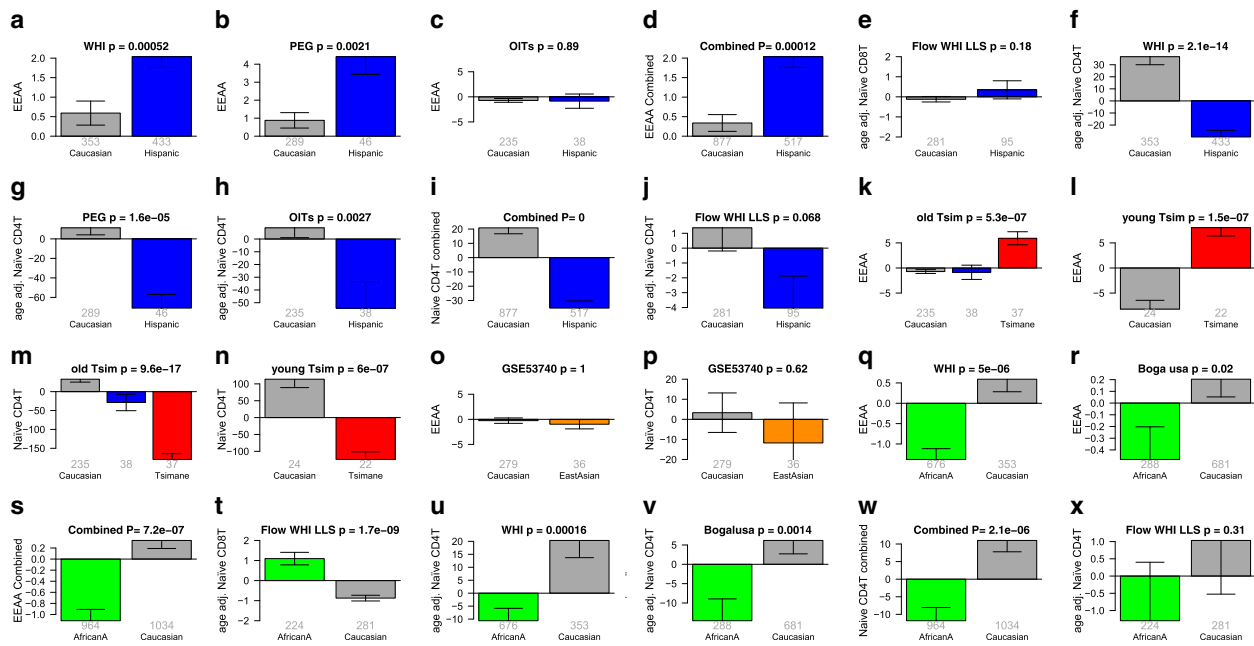 a
WHI p = 0.00052
EEAA
2.0
1.5
1.0
0.5
0.0
353 433
Caucasian Hispanic
b
PEG p = 0.0021
EEAA
4
3
2
1
0
289 46
Caucasian Hispanic
c
OITs p = 0.89
EEAA
5
0
−5
235 38
Caucasian Hispanic
d
Combined P= 0.00012
EEAA Combined
2.0
1.5
1.0
0.5
0.0
877 517
Caucasian Hispanic
e
Flow WHI LLS p = 0.18
age adj. Naïve CD8T
2
1
0
−1
−2
281 95
Caucasian Hispanic
f
WHI p = 2.1e−14
age adj. Naïve CD4T
30
20
10
0
−10
−20
353 433
Caucasian Hispanic
g
PEG p = 1.6e−05
age adj. Naïve CD4T
0
−20
−40
−60
289 46
Caucasian Hispanic
h
OITs p = 0.0027
age adj. Naïve CD4T
0
−10
−20
−30
−40
−50
235 38
Caucasian Hispanic
i
Combined P= 0
Naive CD4T combined
20
10
0
−10
−20
−30
877 517
Caucasian Hispanic
j
Flow WHI LLS p = 0.068
age adj. Naïve CD4T
1
0
−1
−2
−3
−4
281 95
Caucasian Hispanic
k
old Tsim p = 5.3e−07
EEAA
5
0
−5
235 38 37
Caucasian Tsimane
l
young Tsim p = 1.5e−07
EEAA
5
0
−5
24 22
Caucasian Tsimane
m
old Tsim p = 9.6e−17
Naïve CD4T
0
−50
−100
−150
235 38 37
Caucasian Tsimane
n
young Tsim p = 6e−07
Naïve CD4T
100
50
0
−50
−100
24 22
Caucasian Tsimane
o
GSE53740 p = 1
EEAA
5
0
−5
279 36
Caucasian EastAsian
p
GSE53740 p = 0.62
Naïve CD4T
20
10
0
−10
−20
279 36
Caucasian EastAsian
q
WHI p = 5e−06
EEAA
0.5
0.0
−0.5
−1.0
676 353
AfricanA Caucasian
r
Boga usa p = 0.02
EEAA
0.2
0.1
0.0
−0.1
−0.2
−0.3
−0.4
288 681
AfricanA Caucasian
s
Combined P= 7.2e−07
EEAA Combined
0.2
0.0
−0.2
−0.4
−0.6
−0.8
−1.0
964 1034
AfricanA Caucasian
t
Flow WHI LLS p = 1.7e−09
age adj. Naïve CD8T
2
1
0
−1
−2
224 281
AfricanA Caucasian
u
WHI p = 0.00016
age adj. Naïve CD4T
20
15
10
5
0
−5
−10
676 353
AfricanA Caucasian
v
Bogalusa p = 0.0014
age adj. Naïve CD4T
5
0
−5
−10
288 681
AfricanA Caucasian
w
Combined P= 2.1e−06
Naive CD4T combined
10
5
0
−5
−10
964 1034
AfricanA Caucasian
x
Flow WHI LLS p = 0.31
age adj. Naïve CD4T
1.0
0.5
0.0
−0.5
−1.0
224 281
AfricanA Caucasian